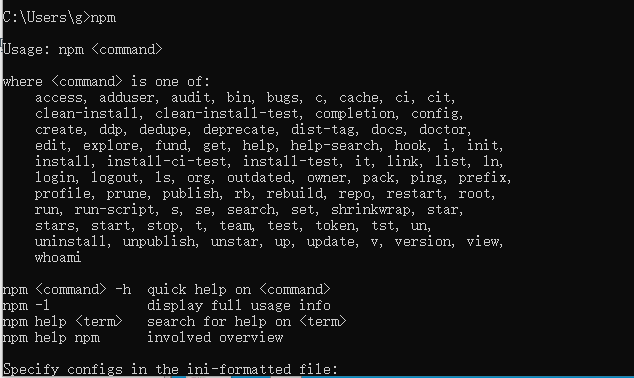 C:\Users\g>npm
Usage: npm <command>
where <command> is one of:
access, adduser, audit, bin, bugs, c, cache, ci, cit,
clean-install, clean-install-test, completion, config,
create, ddp, dedupe, deprecate, dist-tag, docs, doctor,
edit, explore, fund, get, help, help-search, hook, i, init,
install, install-ci-test, install-test, it, link, list, ln,
login, logout, ls, org, outdated, owner, pack, ping, prefix,
profile, prune, publish, rb, rebuild, repo, restart, root,
run, run-script, s, se, search, set, shrinkwrap, star,
stars, start, stop, t, team, test, token, tst, un,
uninstall, unpublish, unstar, up, update, v, version, view,
whoami
npm <command> -h  quick help on <command>
npm -l            display full usage info
npm help <term>   search for help on <term>
npm help npm      involved overview
Specify configs in the ini-formatted file: